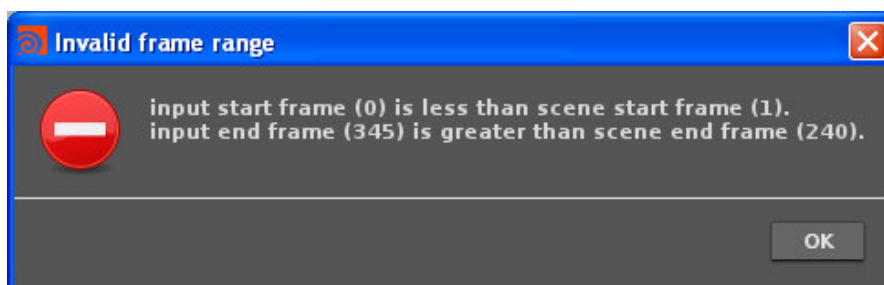 Invalid frame range
input start frame (0) is less than scene start frame (1).
input end frame (345) is greater than scene end frame (240).
OK